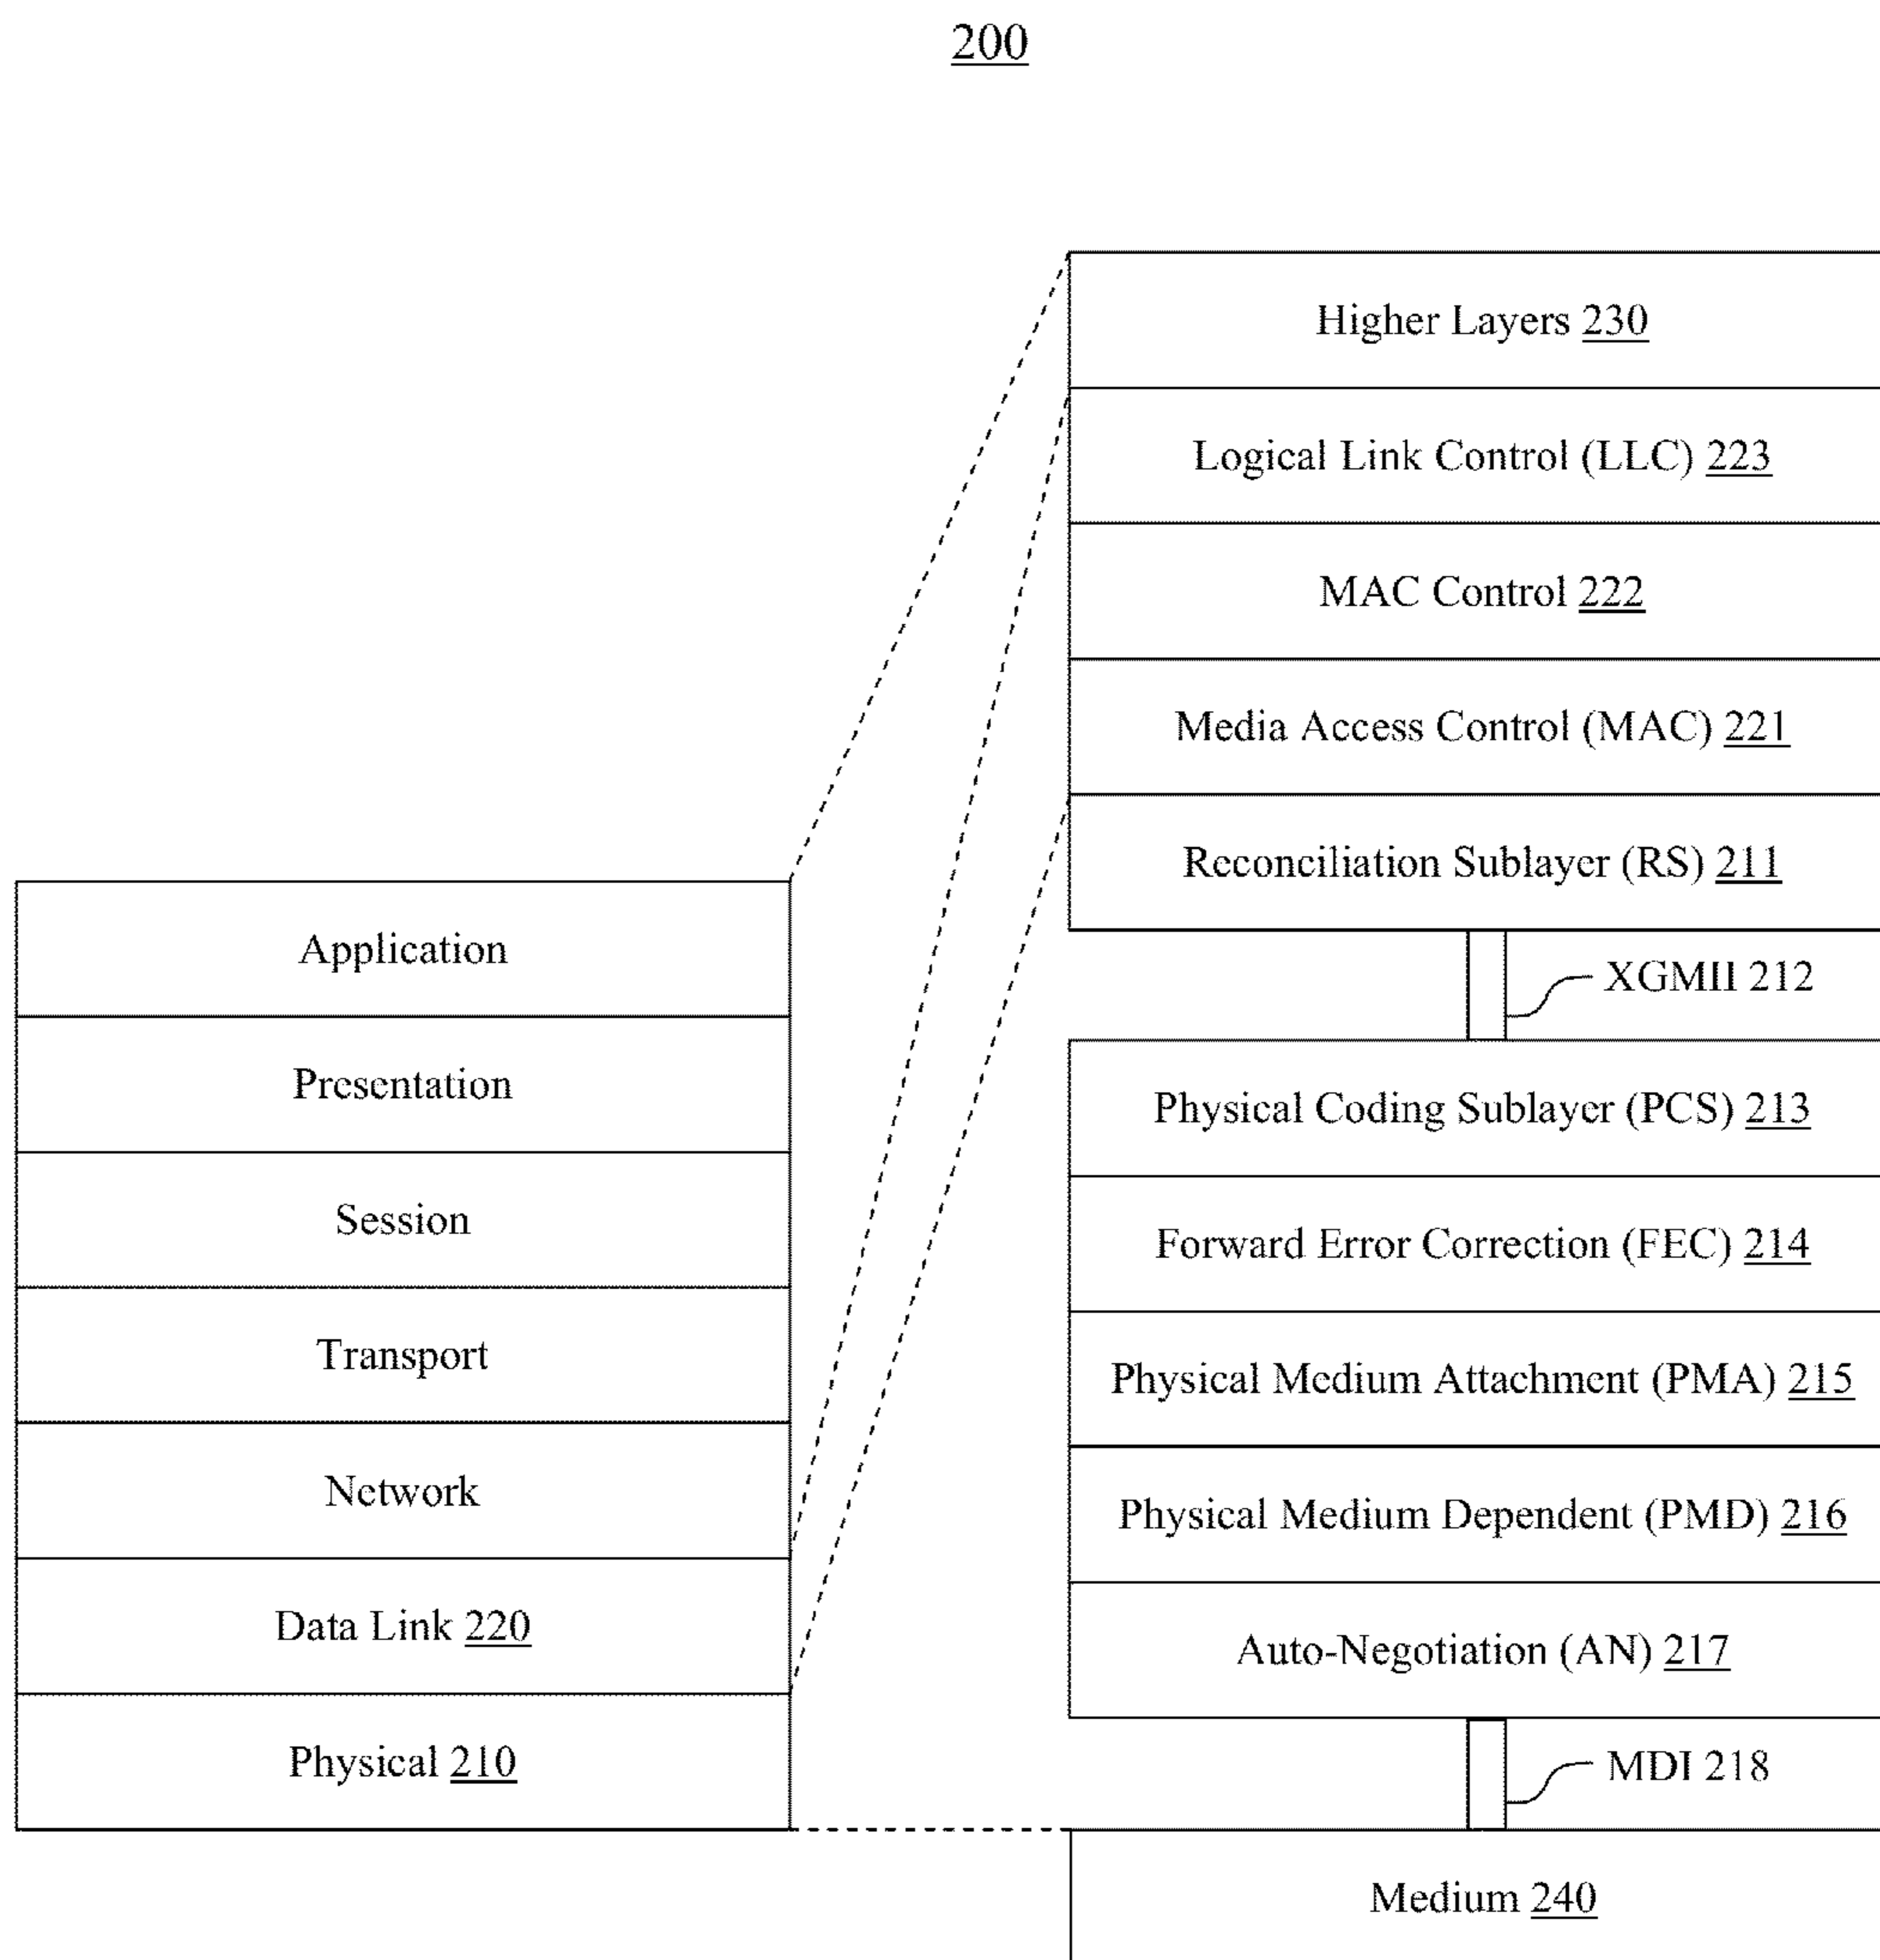 200
Higher Layers 230
Logical Link Control (LLC) 223
MAC Control 222
Media Access Control (MAC) 221
Reconciliation Sublayer (RS) 211
XGMII 212
Physical Coding Sublayer (PCS) 213
Forward Error Correction (FEC) 214
Physical Medium Attachment (PMA) 215
Physical Medium Dependent (PMD) 216
Auto-Negotiation (AN) 217
MDI 218
Medium 240
Application
Presentation
Session
Transport
Network
Data Link 220
Physical 210